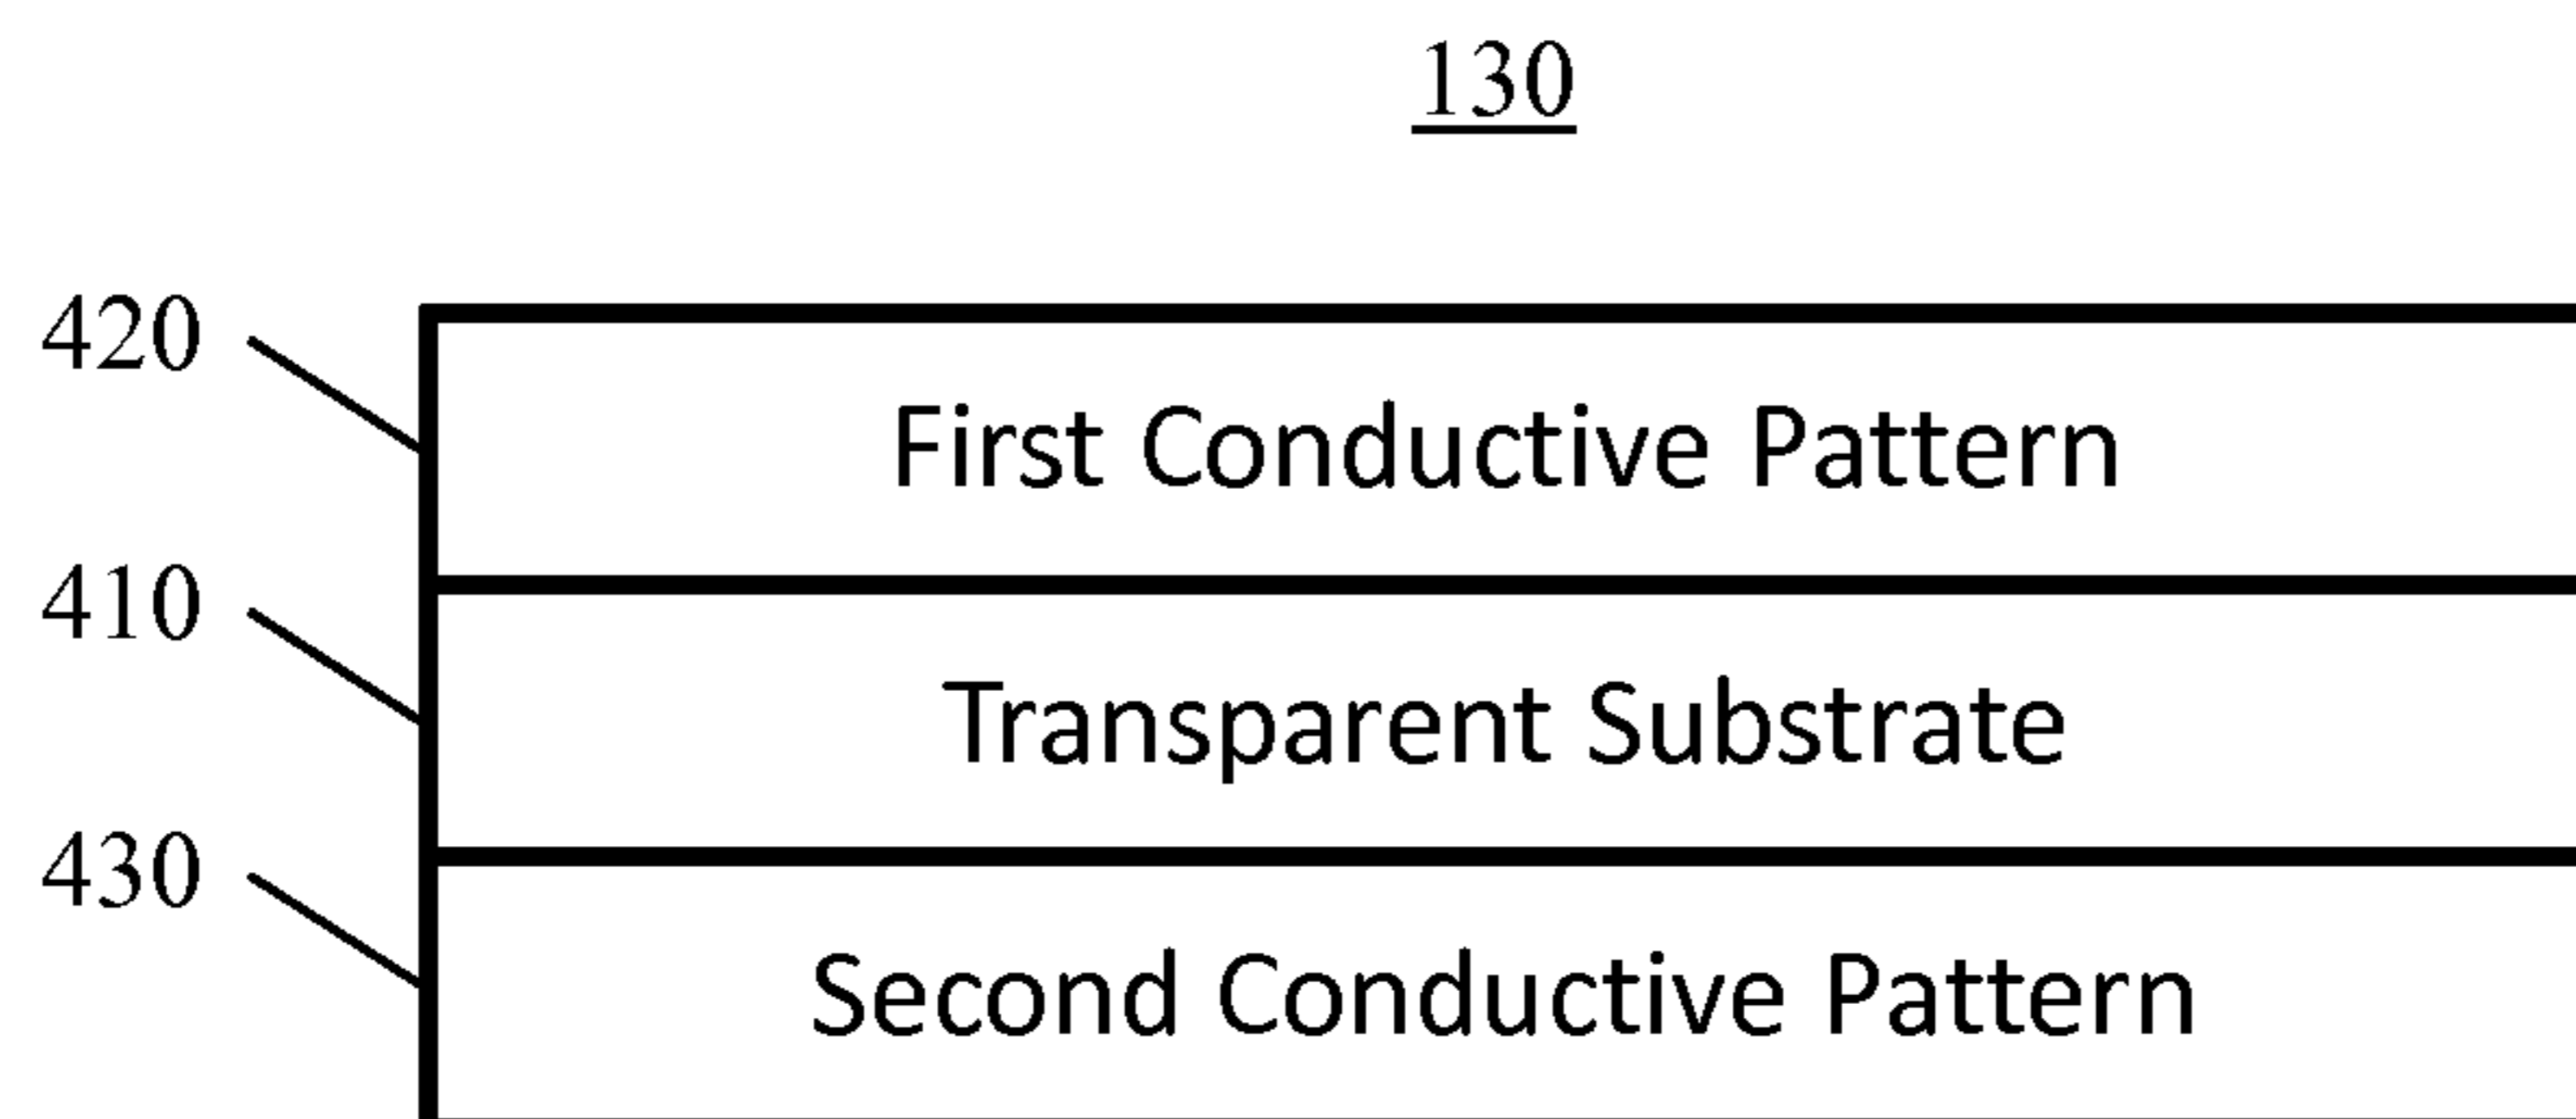 130
420
First Conductive Pattern
410
Transparent Substrate
430
Second Conductive Pattern